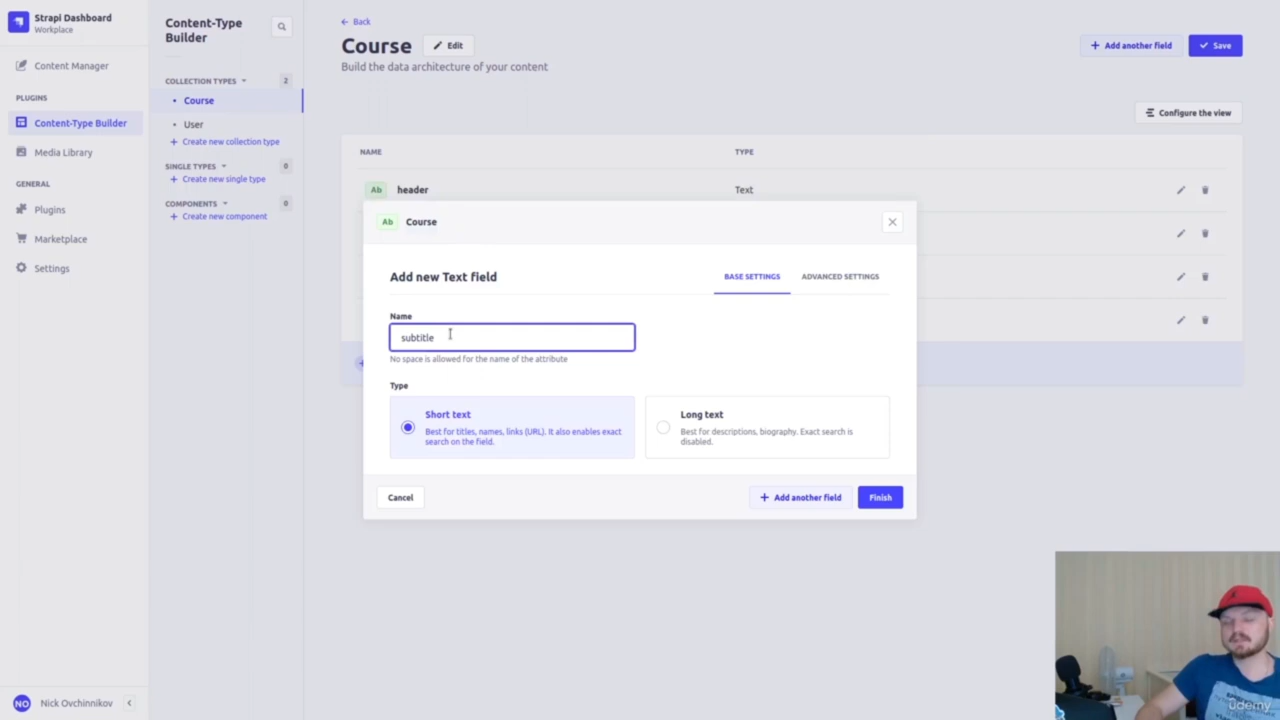 Strapi Dashboard
Workplace
Content Manager
PLUGINS
Content-Type Builder
Media Library
GENERAL
Plugins
Marketplace
Settings
NO
Nick Ovchinnikov
Content-Type
Builder
COLLECTION TYPES
2
Course
User
Create new collection type
SINGLE TYPES
0
Create new single type
COMPONENTS
0
Create new component
Back
Course
Edit
Add another field
Save
Build the data architecture of your content
Configure the view
NAME
TYPE
Ab
header
Text
Ab
Course
Add new Text field
BASE SETTINGS
ADVANCED SETTINGS
Name
subtitle
No space is allowed for the name of the attribute
Type
Short text
Best for titles, names, links (URL). It also enables exact
search on the field.
Long text
Best for descriptions, biography. Exact search is
disabled.
Cancel
Add another field
Finish
ûdemy